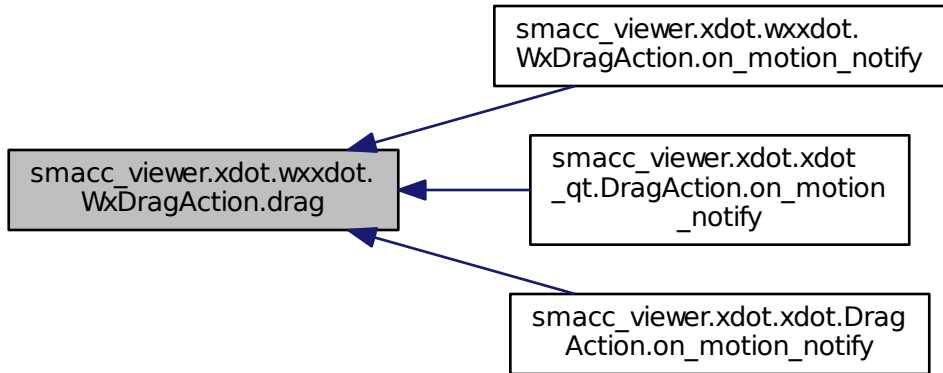 smacc_viewer.xdot.wxxdot.
WxDragAction.on_motion_notify
smacc_viewer.xdot.wxxdot.
WxDragAction.drag
smacc_viewer.xdot.xdot
_qt.DragAction.on_motion
_notify
smacc_viewer.xdot.xdot.Drag
Action.on_motion_notify